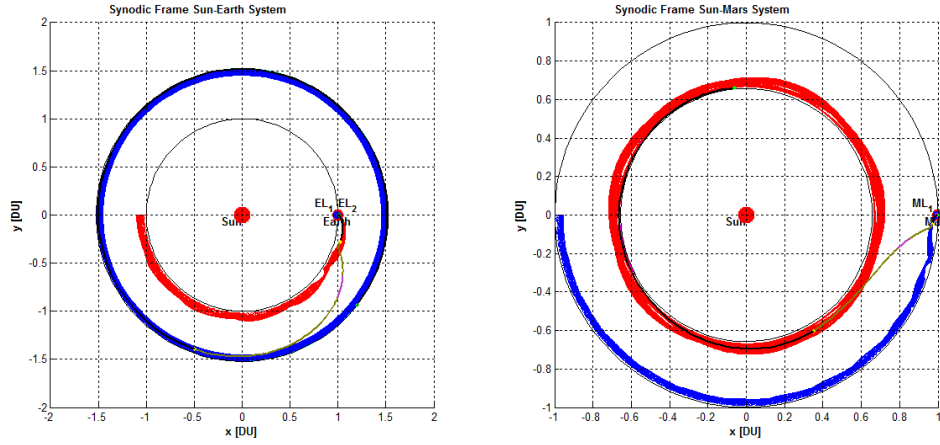 Synodic Frame Sun-Earth System
2
1.5
1
0.5
0
-0.5
-1
-1.5
-2
y [DU]
EL1 EL2
Sun
Earth
-2 -1.5 -1 -0.5 0 0.5 1 1.5 2
x [DU]
Synodic Frame Sun-Mars System
1
0.8
0.6
0.4
0.2
0
-0.2
-0.4
-0.6
-0.8
-1
y [DU]
ML1
Sun
-1 -0.8 -0.6 -0.4 -0.2 0 0.2 0.4 0.6 0.8 1
x [DU]